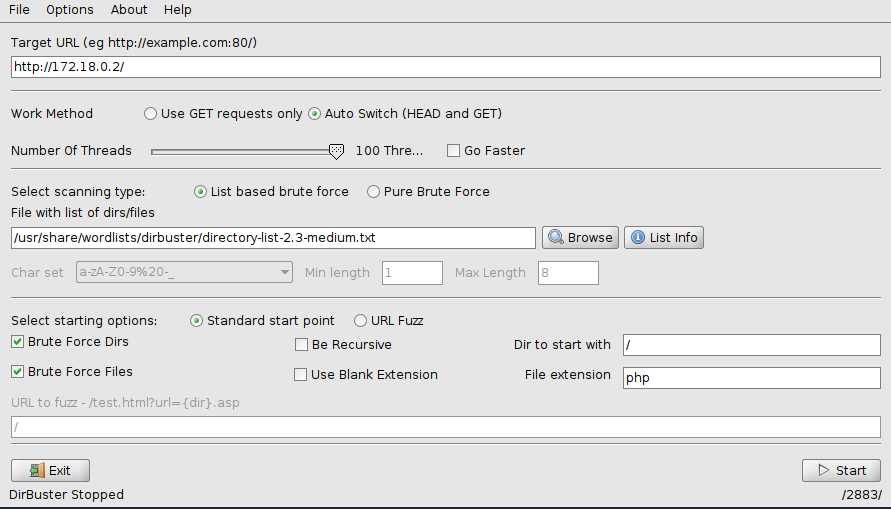 File Options About Help
Target URL (eg http://example.com:80/)
http://172.18.0.2/
Work Method Use GET requests only Auto Switch (HEAD and GET)
Number Of Threads 100 Thre... Go Faster
Select scanning type: List based brute force Pure Brute Force
File with list of dirs/files
/usr/share/wordlists/dirbuster/directory-list-2.3-medium.txt Browse List Info
Char set a-zA-Z0-9%20-_ Min length 1 Max Length 8
Select starting options: Standard start point URL Fuzz
Brute Force Dirs Be Recursive Dir to start with /
Brute Force Files Use Blank Extension File extension php
URL to fuzz - /test.html?url={dir}.asp
/
Exit Start
DirBuster Stopped /2883/